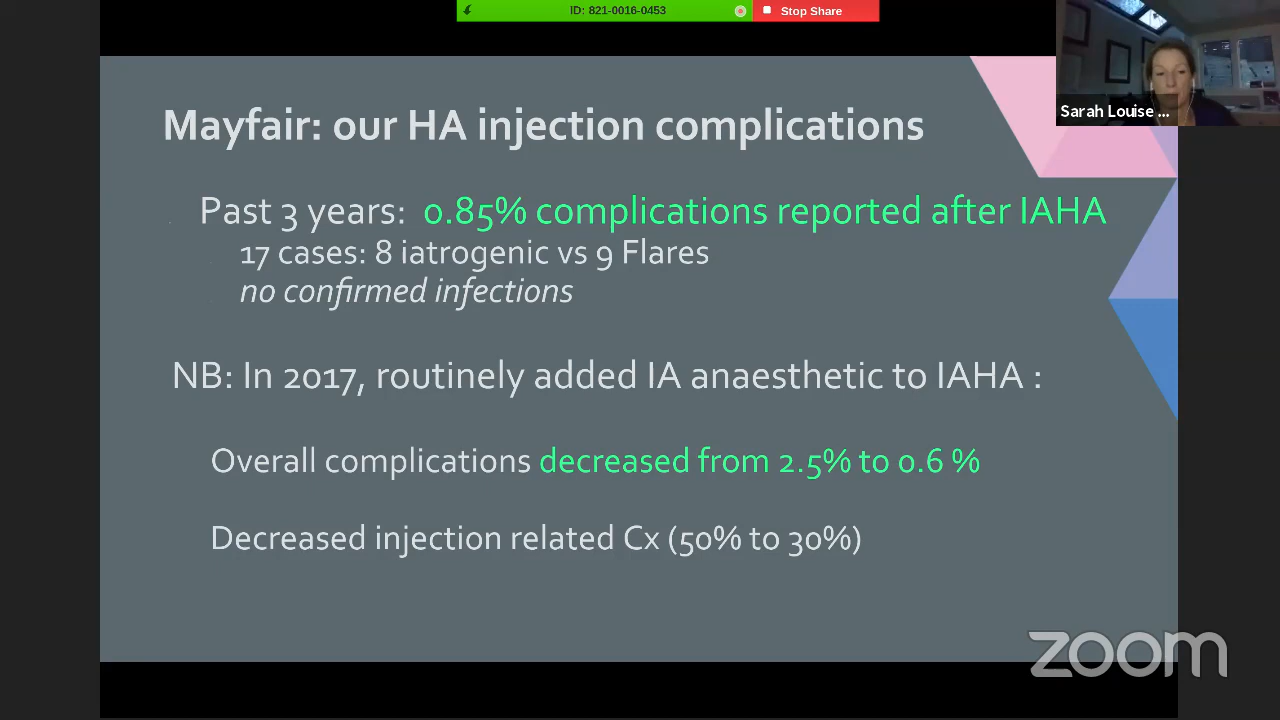 ID: 821-0016-0453
Stop Share
Sarah Louise ...
Mayfair: our HA injection complications
Past 3 years: 0.85% complications reported after IAHA
17 cases: 8 iatrogenic vs 9 Flares
no confirmed infections
NB: In 2017, routinely added IA anaesthetic to IAHA :
Overall complications decreased from 2.5% to 0.6 %
Decreased injection related Cx (50% to 30%)
zoom